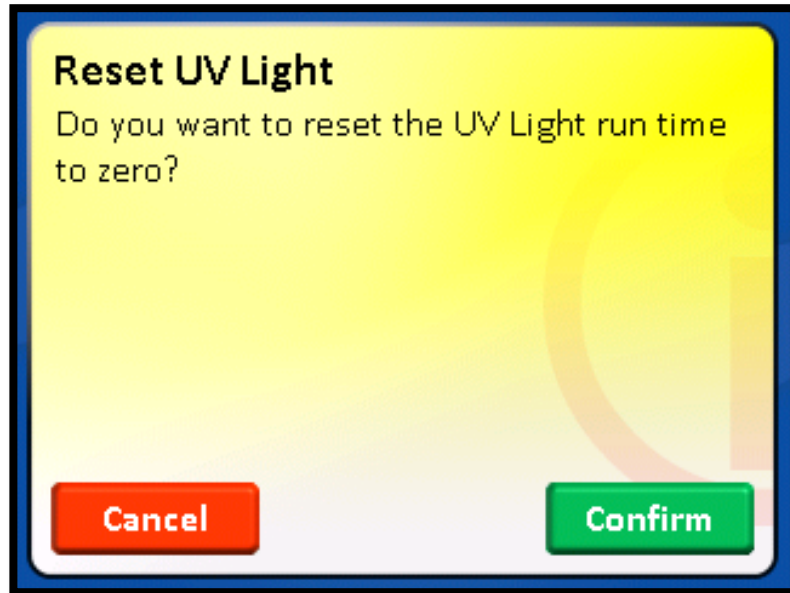 Reset UV Light
Do you want to reset the UV Light run time
to zero?
Cancel
Confirm